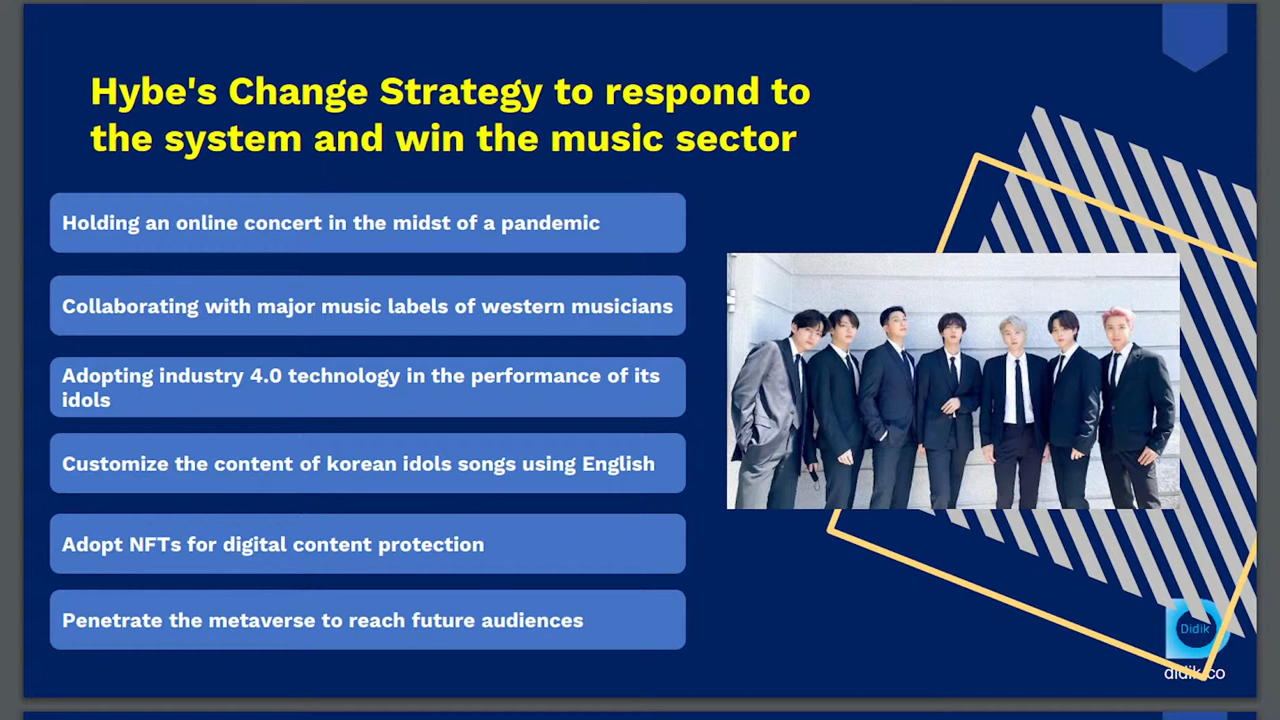 Hybe's Change Strategy to respond to
the system and win the music sector
Holding an online concert in the midst of a pandemic
Collaborating with major music labels of western musicians
Adopting industry 4.0 technology in the performance of its
idols
Customize the content of korean idols songs using English
Adopt NFTs for digital content protection
Penetrate the metaverse to reach future audiences
Didik
didik.co